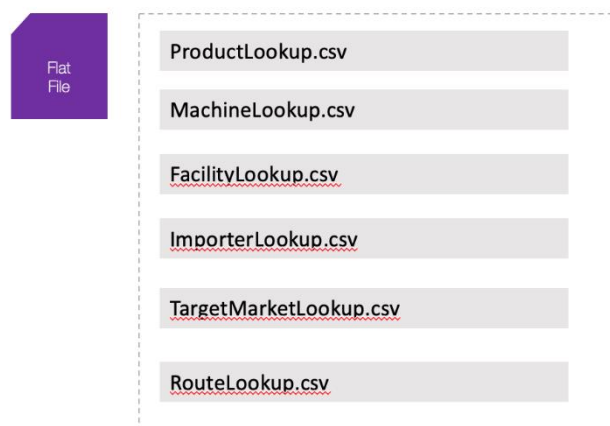 Flat
File
ProductLookup.csv
MachineLookup.csv
FacilityLookup.csv
ImporterLookup.csv
TargetMarketLookup.csv
RouteLookup.csv